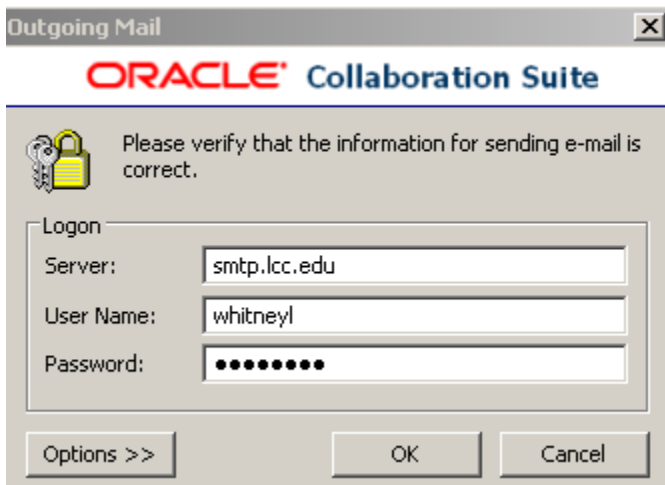 Outgoing Mail
ORACLE Collaboration Suite
Please verify that the information for sending e-mail is
correct.
Logon
Server: smtp.lcc.edu
User Name: whitneyl
Password: ●●●●●●●●
Options >> OK Cancel